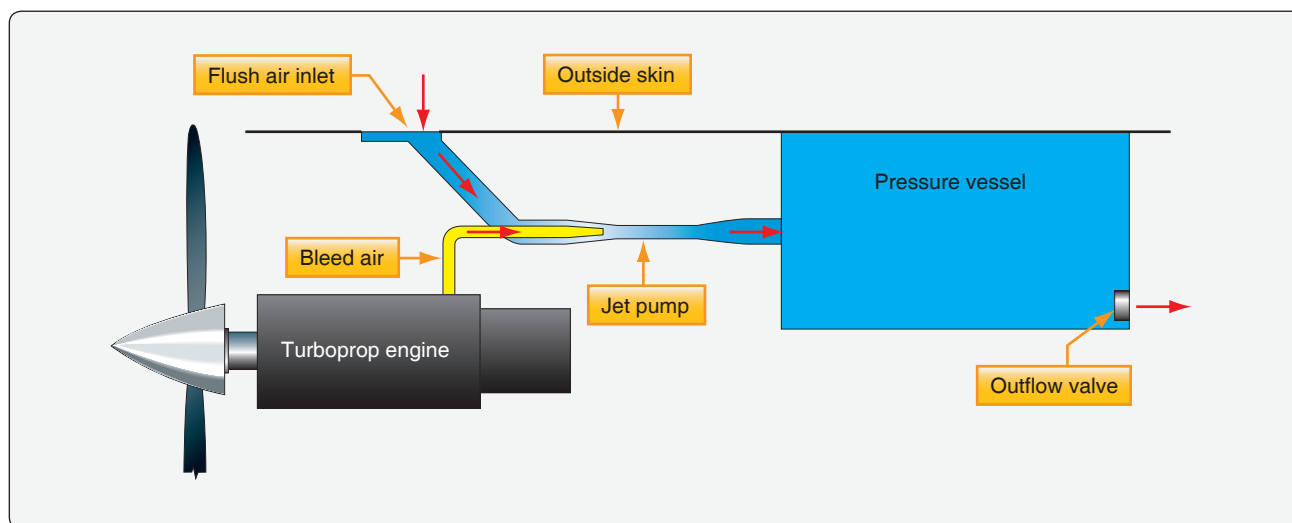 Flush air inlet
Outside skin
Pressure vessel
Bleed air
Jet pump
Turboprop engine
Outflow valve